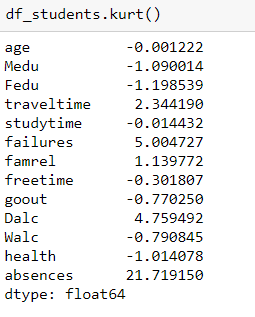 df_students.kurt()
age -0.001222
Medu -1.090014
Fedu -1.198539
traveltime 2.344190
studytime -0.014432
failures 5.004727
famrel 1.139772
freetime -0.301807
goout -0.770250
Dalc 4.759492
Walc -0.790845
health -1.014078
absences 21.719150
dtype: float64